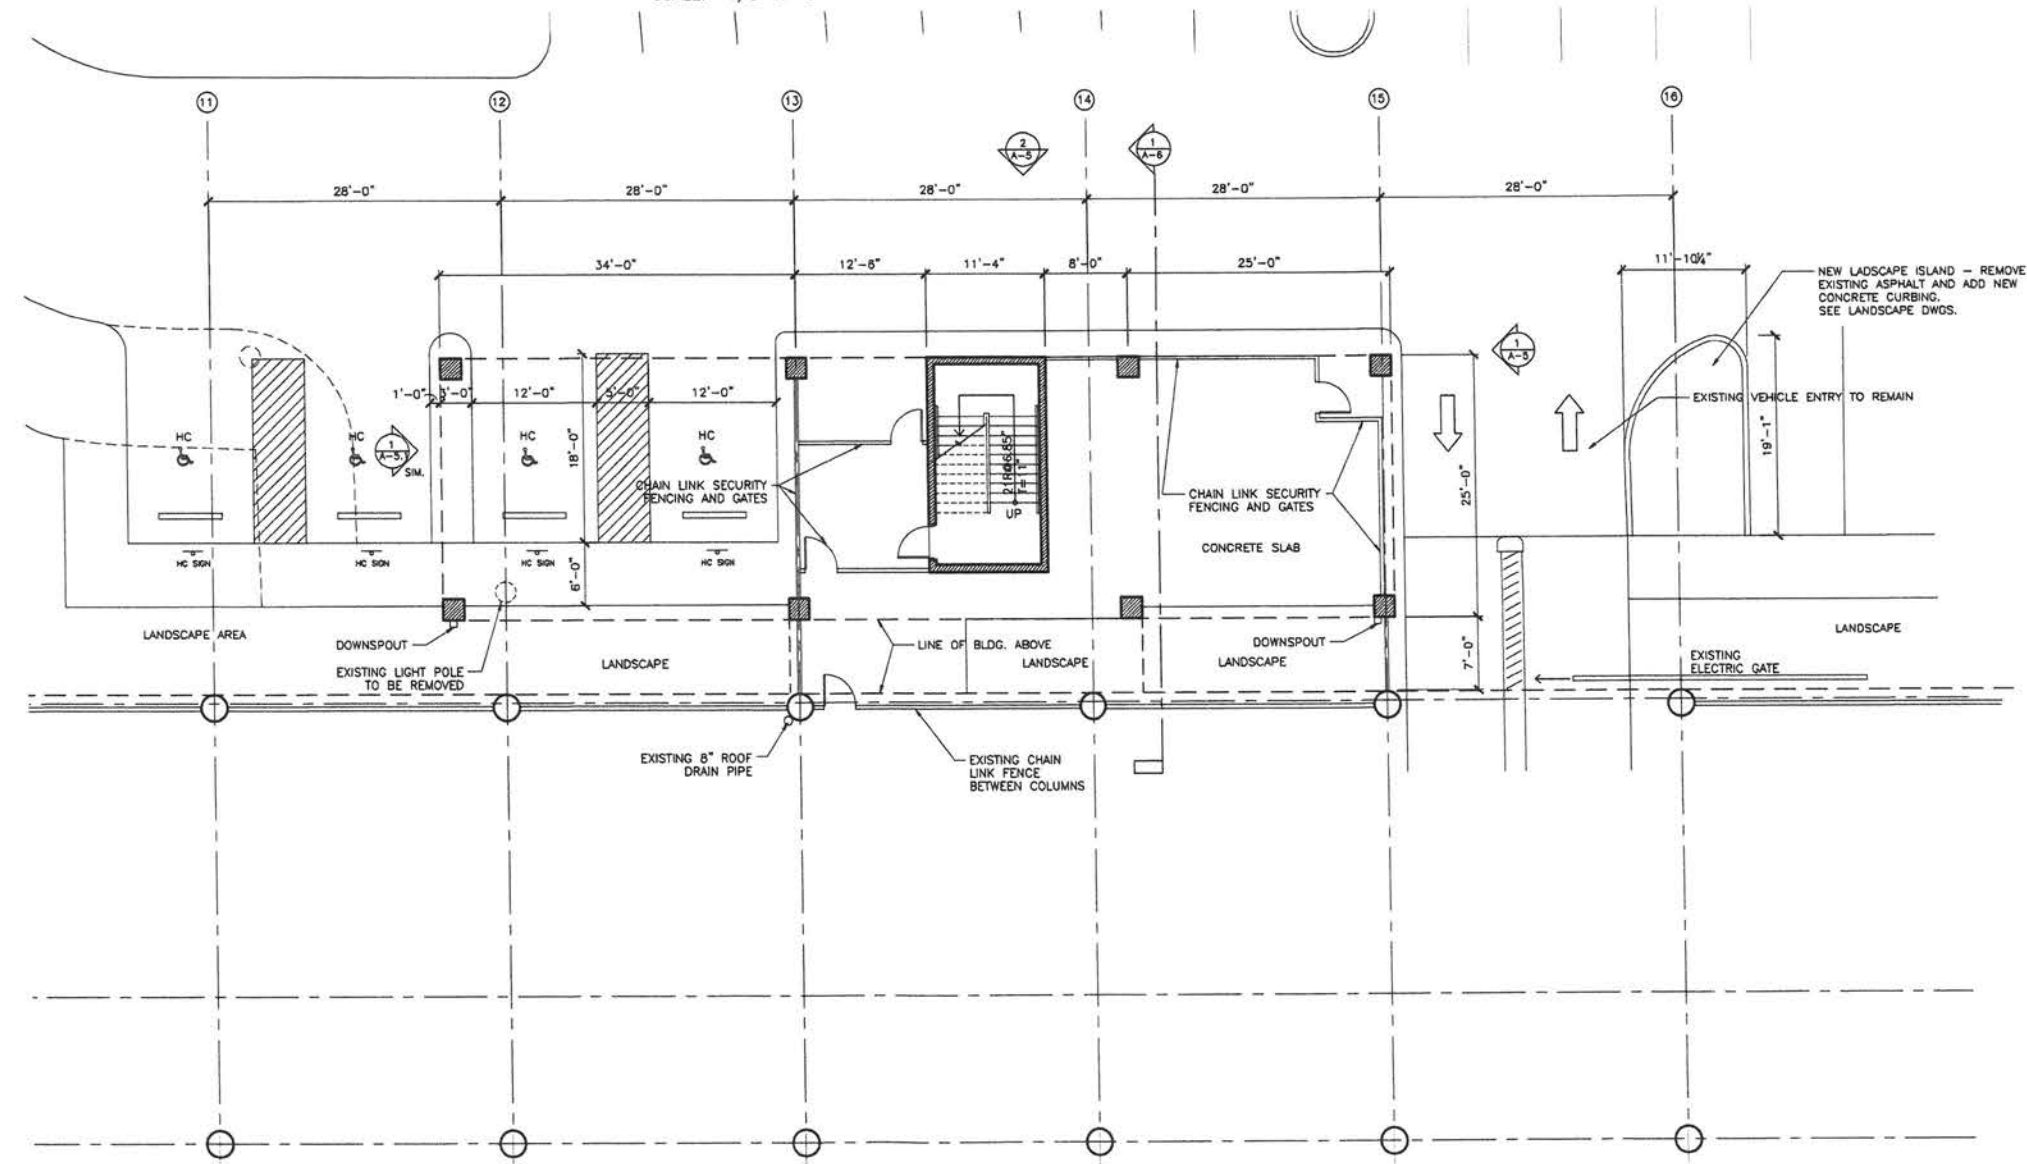 11
12
13
14
15
16
2
A-5
1
A-6
28'-0"
28'-0"
28'-0"
28'-0"
28'-0"
34'-0"
12'-6"
11'-4"
8'-0"
25'-0"
11'-10¼"
NEW LADSCAPE ISLAND — REMOVE
EXISTING ASPHALT AND ADD NEW
CONCRETE CURBING.
SEE LANDSCAPE DWGS.
1
A-5
1'-0"
3'-0"
12'-0"
5'-0"
12'-0"
EXISTING VEHICLE ENTRY TO REMAIN
HC
HC
HC
HC
1
A-5.
SIM.
18'-0"
19'-1"
CHAIN LINK SECURITY
FENCING AND GATES
21R@6.85"
T= 1"
UP
CHAIN LINK SECURITY
FENCING AND GATES
25'-0"
CONCRETE SLAB
HC SIGN
HC SIGN
HC SIGN
HC SIGN
6'-0"
LANDSCAPE AREA
DOWNSPOUT
EXISTING LIGHT POLE
TO BE REMOVED
LANDSCAPE
LINE OF BLDG. ABOVE
LANDSCAPE
DOWNSPOUT
LANDSCAPE
7'-0"
EXISTING
ELECTRIC GATE
LANDSCAPE
EXISTING 8" ROOF
DRAIN PIPE
EXISTING CHAIN
LINK FENCE
BETWEEN COLUMNS